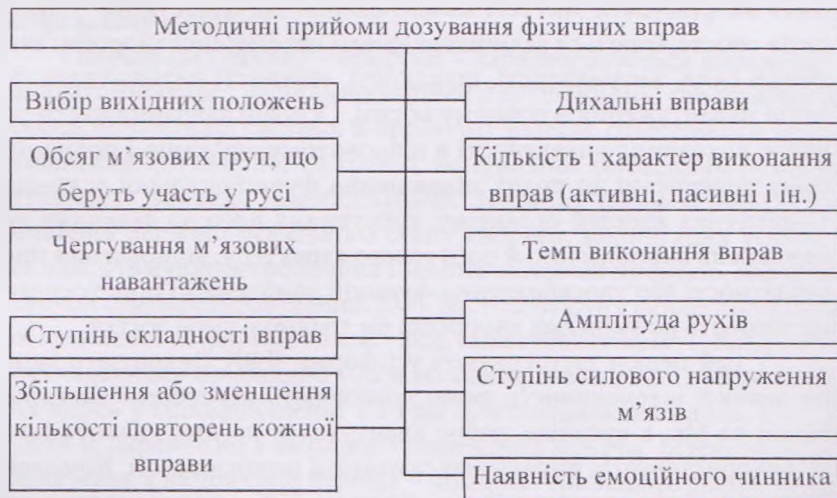 Методичні прийоми дозування фізичних вправ
Вибір вихідних положень
Обсяг м’язових груп, що
беруть участь у русі
Чергування м’язових
навантажень
Ступінь складності вправ
Збільшення або зменшення
кількості повторень кожної
вправи
Дихальні вправи
Кількість і характер виконання
вправ (активні, пасивні і ін.)
Темп виконання вправ
Амплітуда рухів
Ступінь силового напруження
м’язів
Наявність емоційного чинника